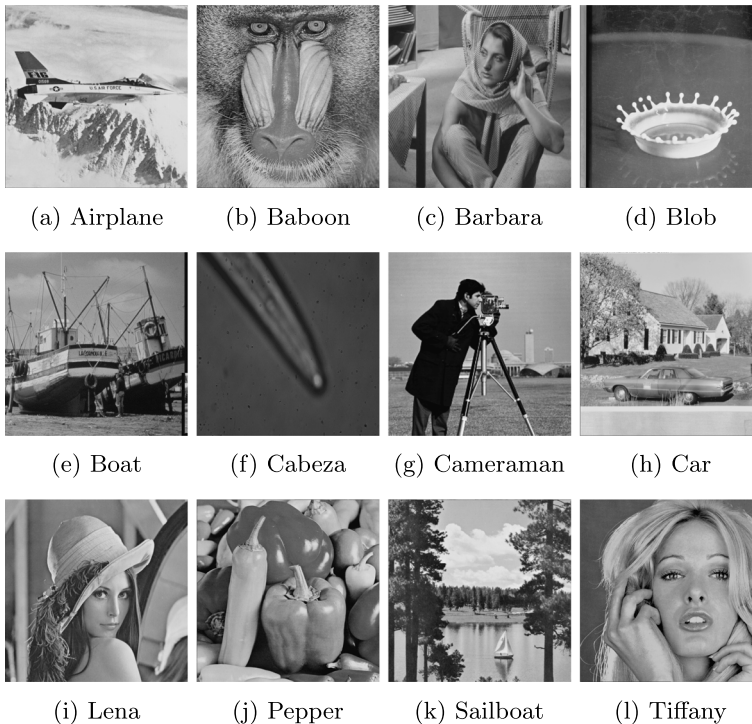 U.S. AIR FORCE
(a) Airplane
(b) Baboon
(c) Barbara
(d) Blob
(e) Boat
(f) Cabeza
(g) Cameraman
(h) Car
(i) Lena
(j) Pepper
(k) Sailboat
(l) Tiffany